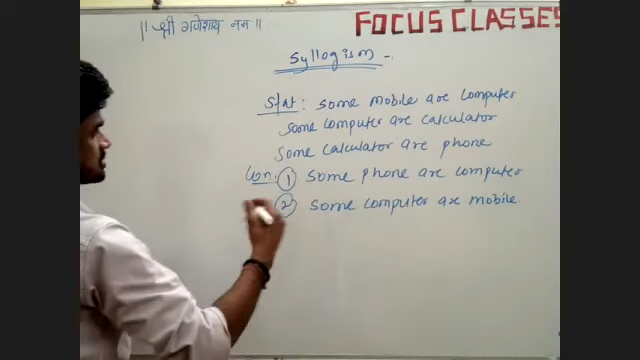 || श्री गणेशाय नमः ||
FOCUS CLASSES
Syllogism -.
Stat : Some mobile are computer
Some computer are calculator
Some calculator are phone
Con. ① Some phone are computer
② Some computer are mobile